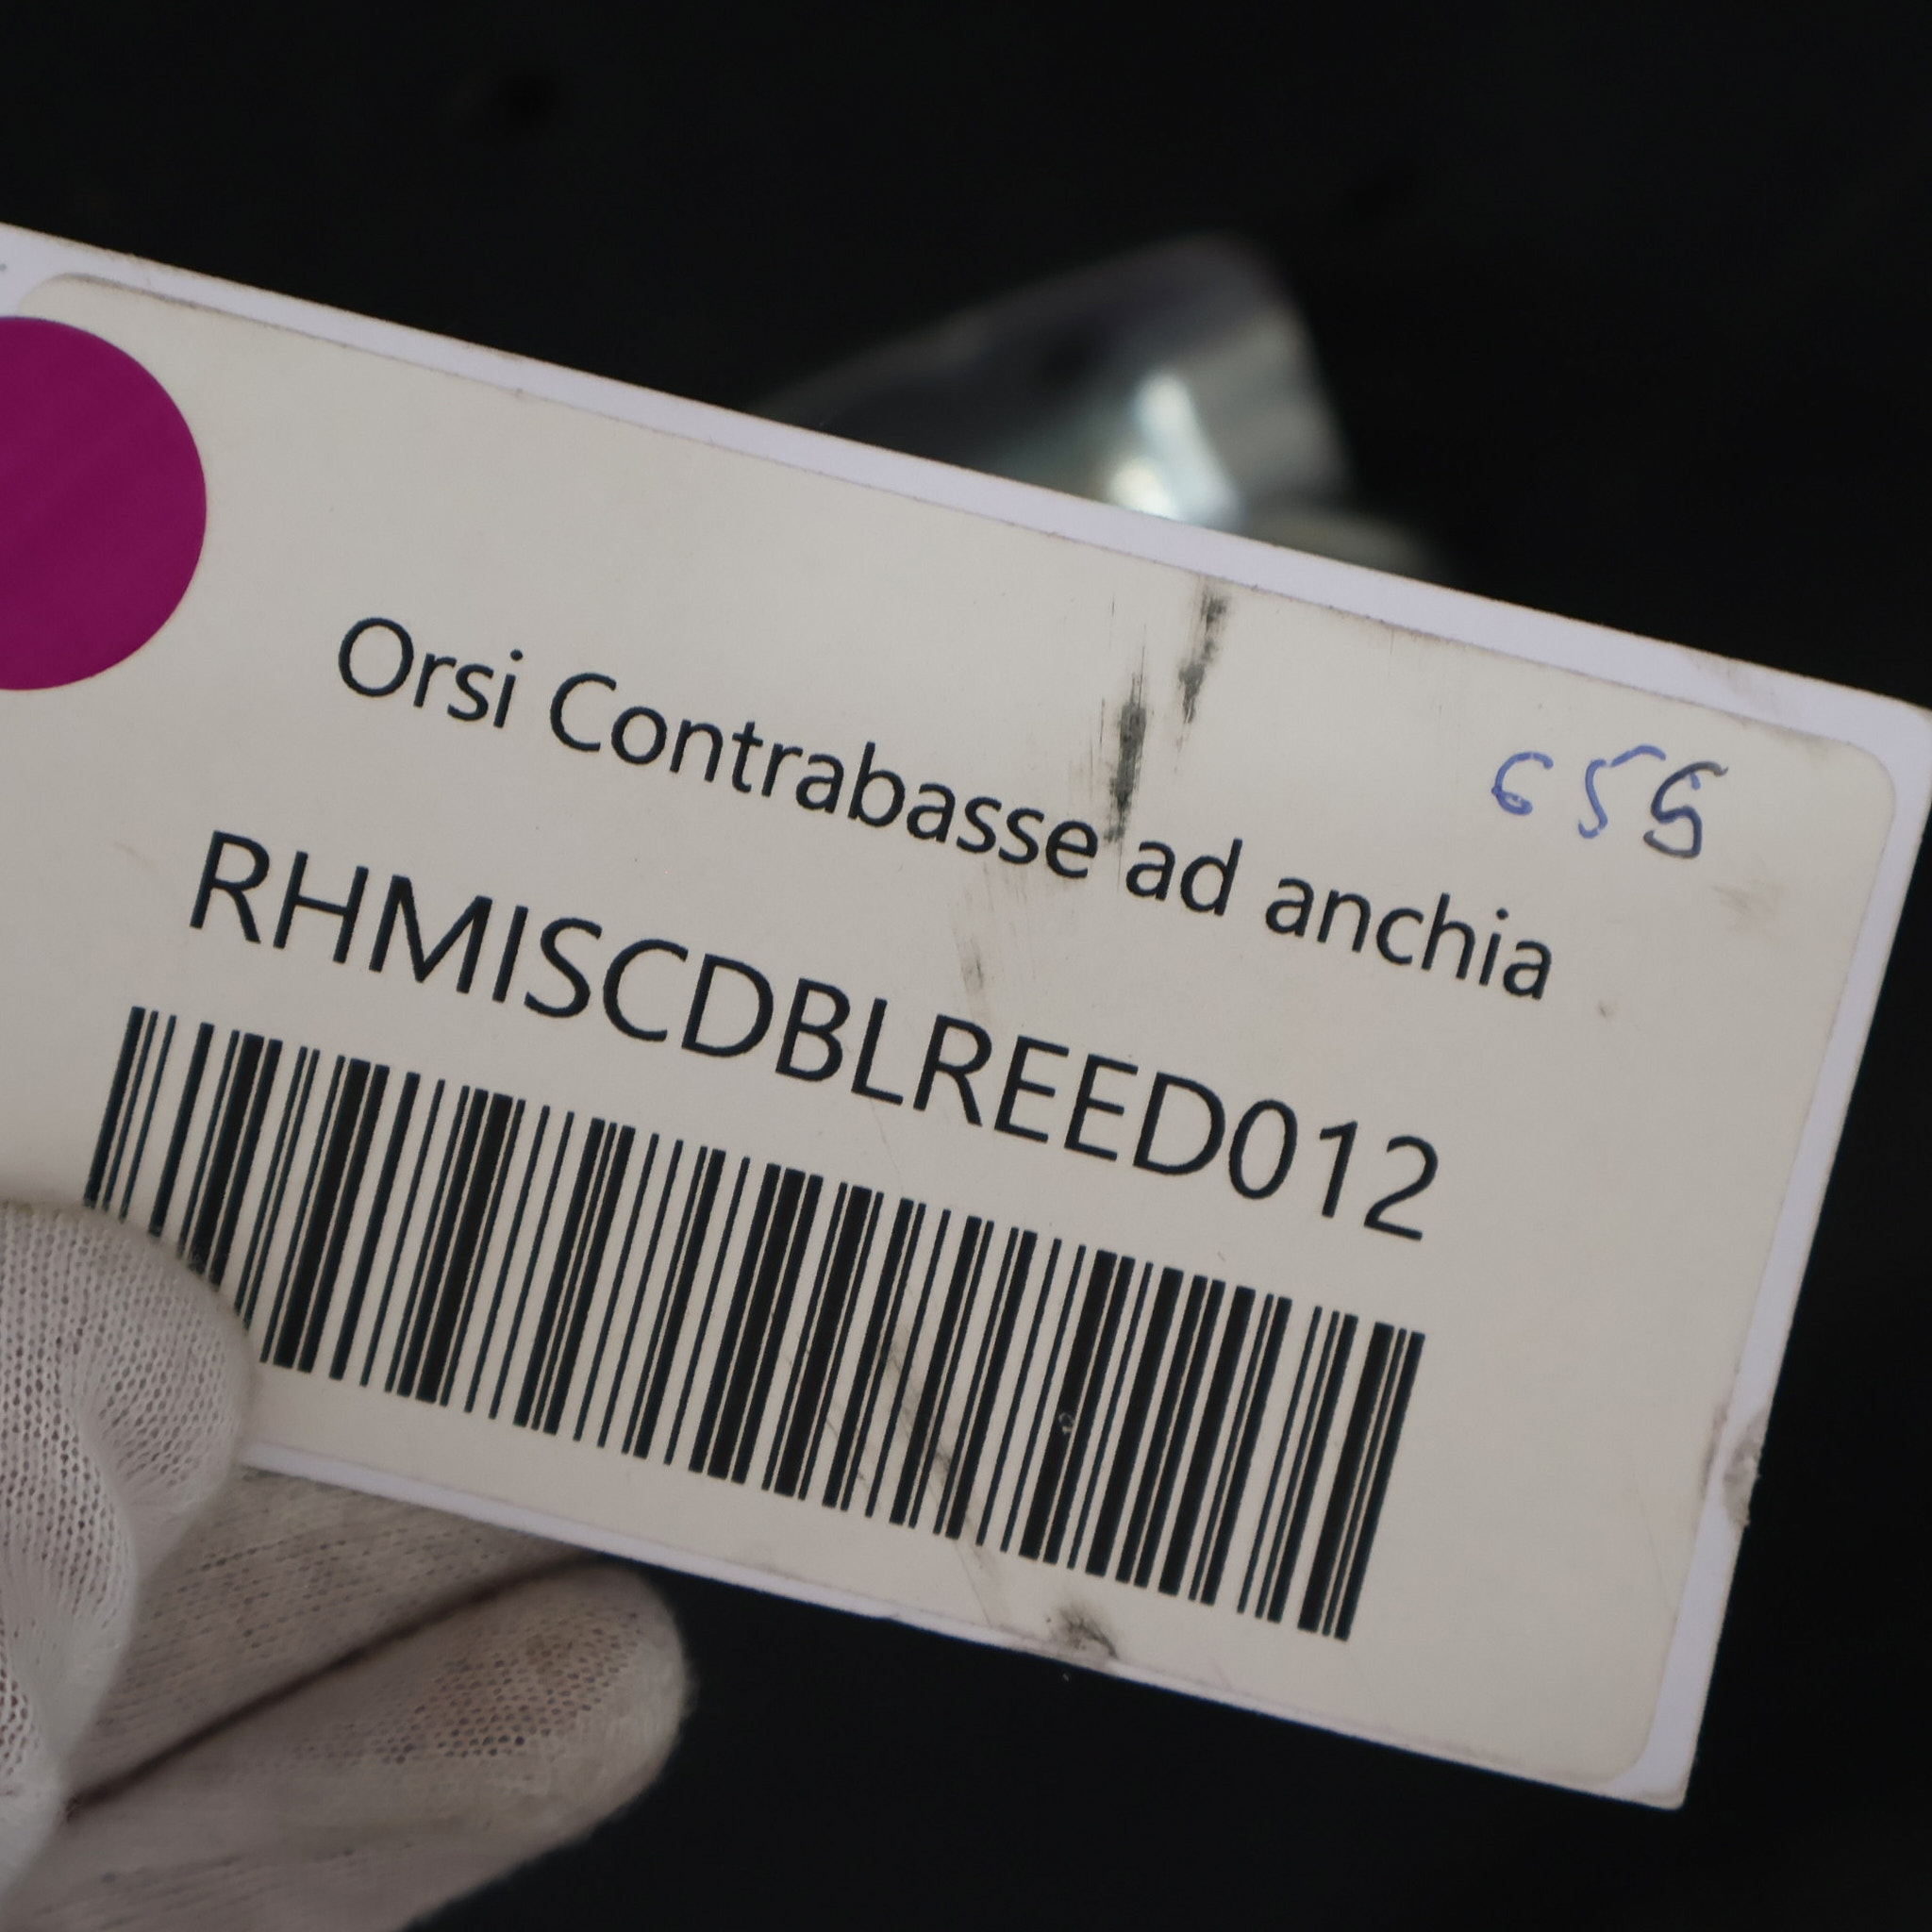 655
Orsi Contrabasse ad anchia
RHMISCDBLREED012